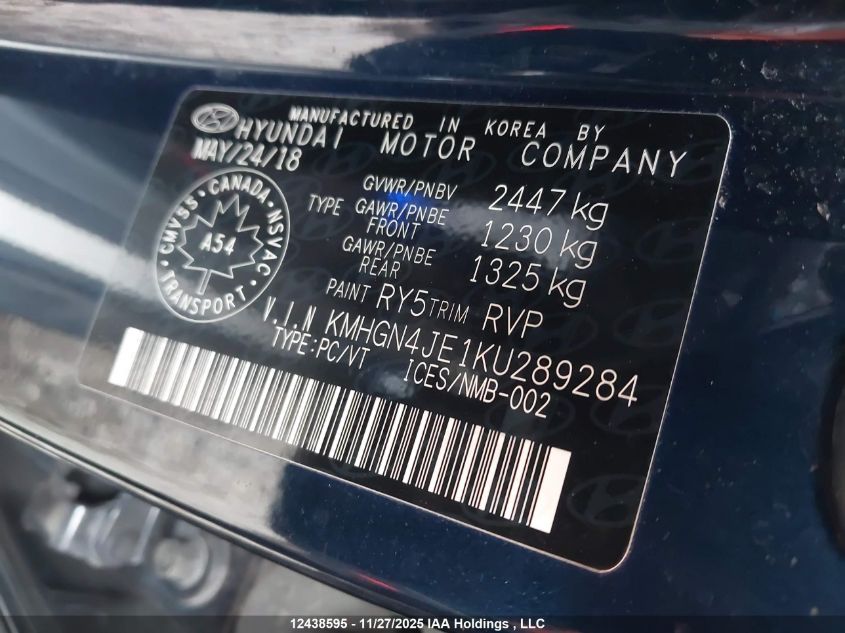 MANUFACTURED IN KOREA BY
HYUNDAI MOTOR COMPANY
MAY/24/18
CMVSS · CANADA · NSVAC ·
A54
TRANSPORT
TYPE
GVWR/PNBV 2447 kg
GAWR/PNBE FRONT 1230 kg
GAWR/PNBE REAR 1325 kg
PAINT RY5 TRIM RVP
V.I.N KMHGN4JE1KU289284
TYPE:PC/VT ICES/NMB-002
12438595 - 11/27/2025 IAA Holdings , LLC